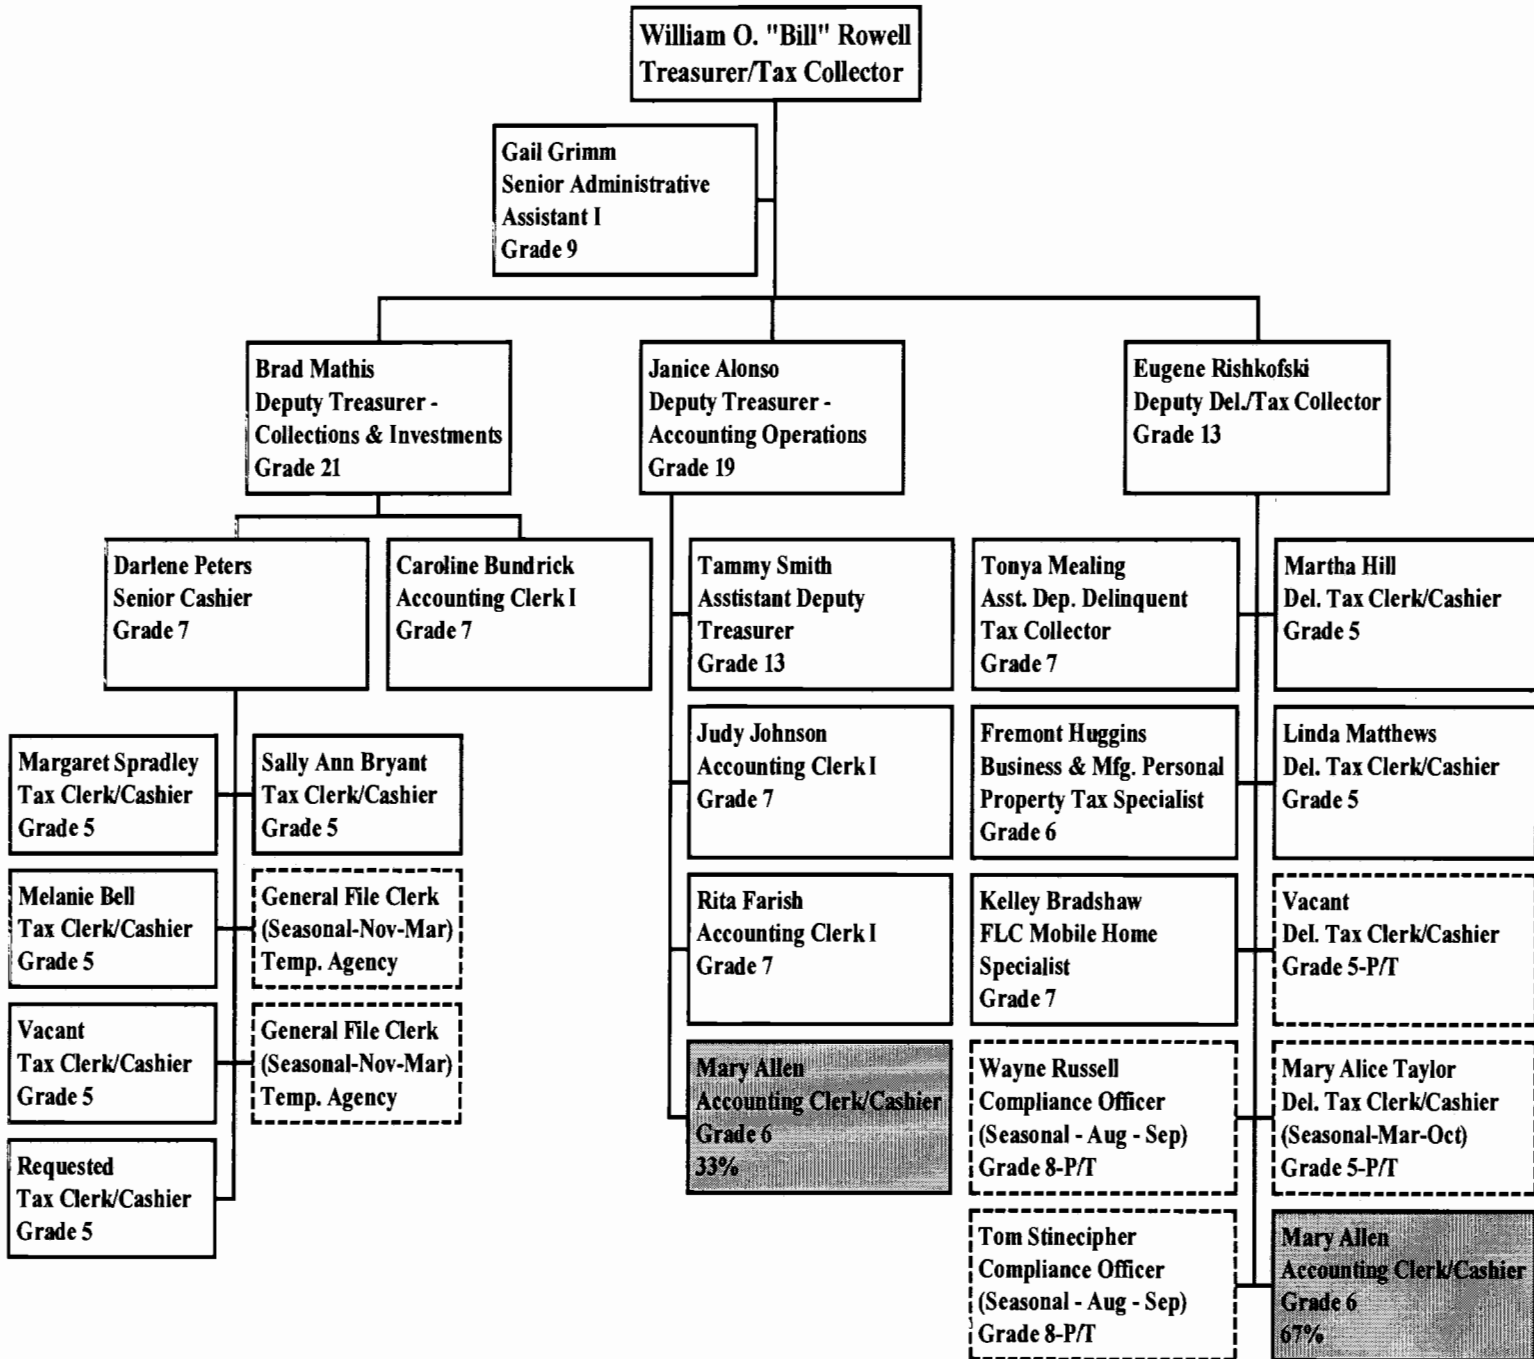 William O. "Bill" Rowell
Treasurer/Tax Collector
Gail Grimm
Senior Administrative
Assistant I
Grade 9
Brad Mathis
Deputy Treasurer -
Collections & Investments
Grade 21
Janice Alonso
Deputy Treasurer -
Accounting Operations
Grade 19
Eugene Rishkofski
Deputy Del./Tax Collector
Grade 13
Darlene Peters
Senior Cashier
Grade 7
Caroline Bundrick
Accounting Clerk I
Grade 7
Margaret Spradley
Tax Clerk/Cashier
Grade 5
Sally Ann Bryant
Tax Clerk/Cashier
Grade 5
Melanie Bell
Tax Clerk/Cashier
Grade 5
General File Clerk
(Seasonal-Nov-Mar)
Temp. Agency
Vacant
Tax Clerk/Cashier
Grade 5
General File Clerk
(Seasonal-Nov-Mar)
Temp. Agency
Requested
Tax Clerk/Cashier
Grade 5
Tammy Smith
Asstistant Deputy
Treasurer
Grade 13
Judy Johnson
Accounting Clerk I
Grade 7
Rita Farish
Accounting Clerk I
Grade 7
Mary Allen
Accounting Clerk/Cashier
Grade 6
33%
Tonya Mealing
Asst. Dep. Delinquent
Tax Collector
Grade 7
Martha Hill
Del. Tax Clerk/Cashier
Grade 5
Fremont Huggins
Business & Mfg. Personal
Property Tax Specialist
Grade 6
Linda Matthews
Del. Tax Clerk/Cashier
Grade 5
Kelley Bradshaw
FLC Mobile Home
Specialist
Grade 7
Vacant
Del. Tax Clerk/Cashier
Grade 5-P/T
Wayne Russell
Compliance Officer
(Seasonal - Aug - Sep)
Grade 8-P/T
Mary Alice Taylor
Del. Tax Clerk/Cashier
(Seasonal-Mar-Oct)
Grade 5-P/T
Tom Stinecipher
Compliance Officer
(Seasonal - Aug - Sep)
Grade 8-P/T
Mary Allen
Accounting Clerk/Cashier
Grade 6
67%